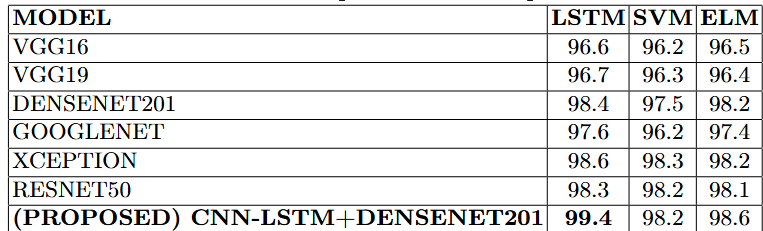 MODEL LSTM SVM ELM
VGG16 96.6 96.2 96.5
VGG19 96.7 96.3 96.4
DENSENET201 98.4 97.5 98.2
GOOGLENET 97.6 96.2 97.4
XCEPTION 98.6 98.3 98.2
RESNET50 98.3 98.2 98.1
(PROPOSED) CNN-LSTM+DENSENET201 99.4 98.2 98.6